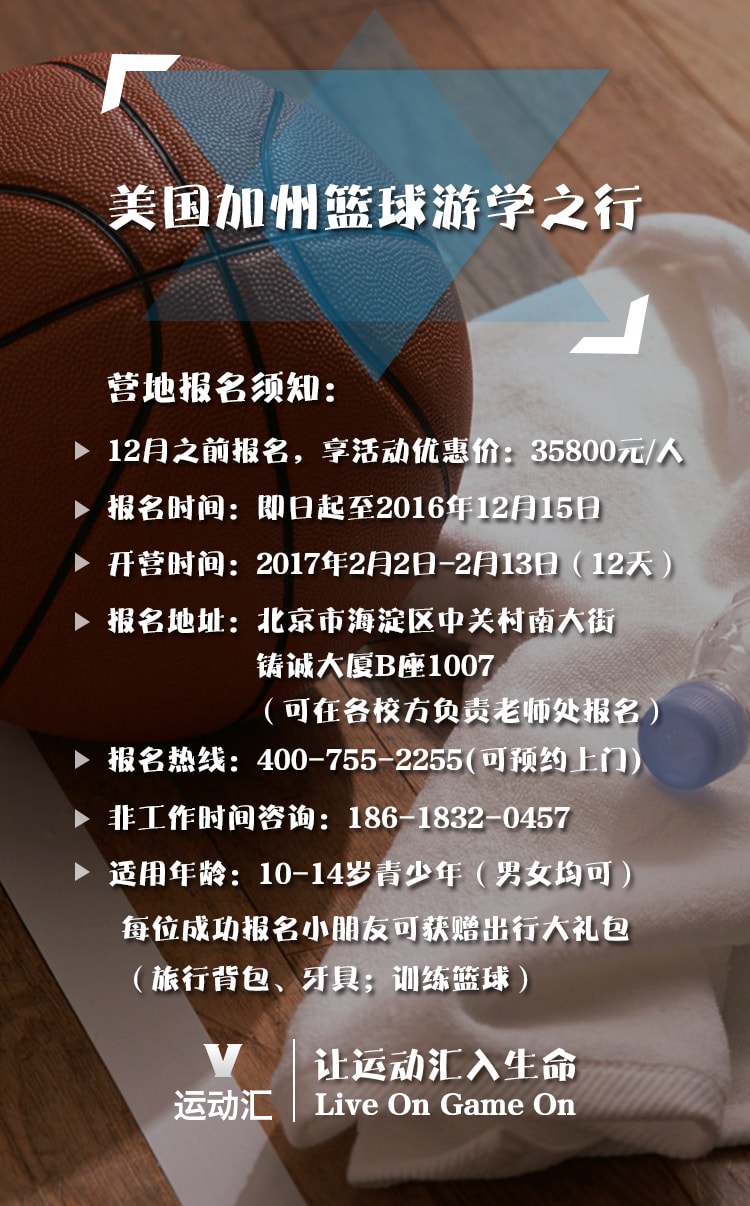 美国加州篮球游学之行
营地报名须知：
12月之前报名，享活动优惠价：35800元/人
报名时间：即日起至2016年12月15日
开营时间：2017年2月2日-2月13日（12天）
报名地址：北京市海淀区中关村南大街
铸诚大厦B座1007
（可在各校方负责老师处报名）
报名热线：400-755-2255(可预约上门)
非工作时间咨询：186-1832-0457
适用年龄：10-14岁青少年（男女均可）
每位成功报名小朋友可获赠出行大礼包
（旅行背包、牙具；训练篮球）
运动汇
让运动汇入生命
Live On Game On